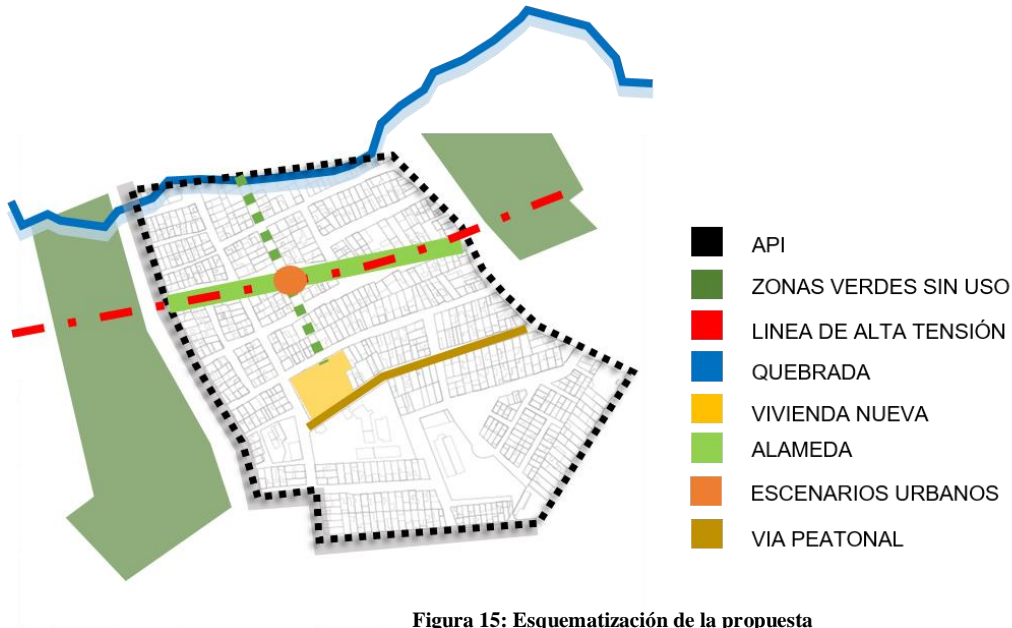 API
ZONAS VERDES SIN USO
LINEA DE ALTA TENSIÓN
QUEBRADA
VIVIENDA NUEVA
ALAMEDA
ESCENARIOS URBANOS
VIA PEATONAL
Figura 15: Esquematización de la propuesta